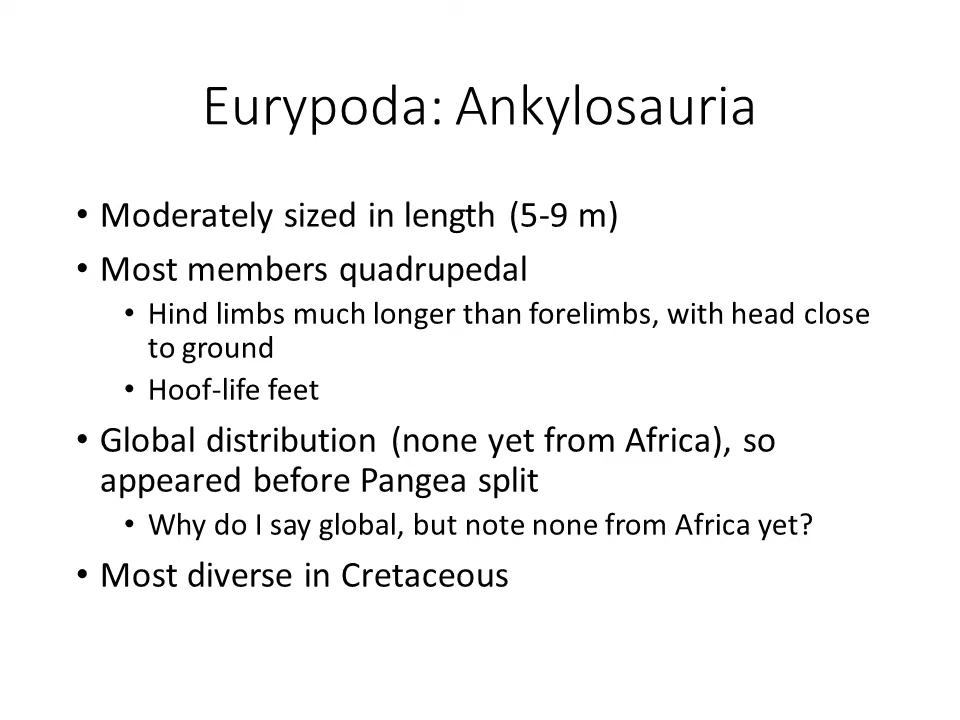 Eurypoda: Ankylosauria
• Moderately sized in length (5-9 m)
• Most members quadrupedal
• Hind limbs much longer than forelimbs, with head close
to ground
• Hoof-life feet
• Global distribution (none yet from Africa), so
appeared before Pangea split
• Why do I say global, but note none from Africa yet?
• Most diverse in Cretaceous